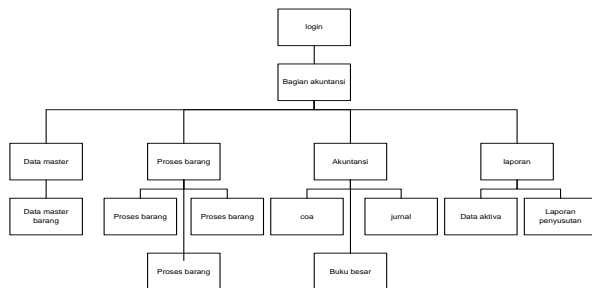 login
Bagian akuntansi
Data master
Proses barang
Akuntansi
laporan
Data master
barang
Proses barang
Proses barang
coa
jurnal
Data aktiva
Laporan
penyusutan
Proses barang
Buku besar